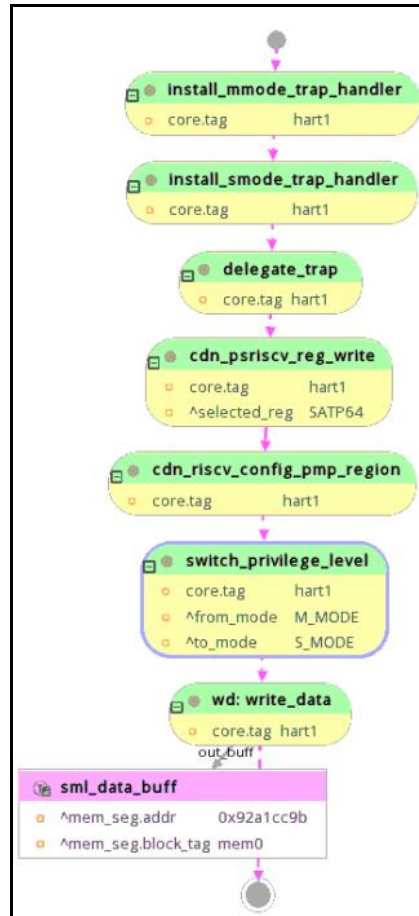 install_mmode_trap_handler
core.tag hart1
install_smode_trap_handler
core.tag hart1
delegate_trap
core.tag hart1
cdn_psriscv_reg_write
core.tag hart1
^selected_reg SATP64
cdn_riscv_config_pmp_region
core.tag hart1
switch_privilege_level
core.tag hart1
^from_mode M_MODE
^to_mode S_MODE
wd: write_data
core.tag hart1
out_buff
sml_data_buff
^mem_seg.addr 0x92a1cc9b
^mem_seg.block_tag mem0